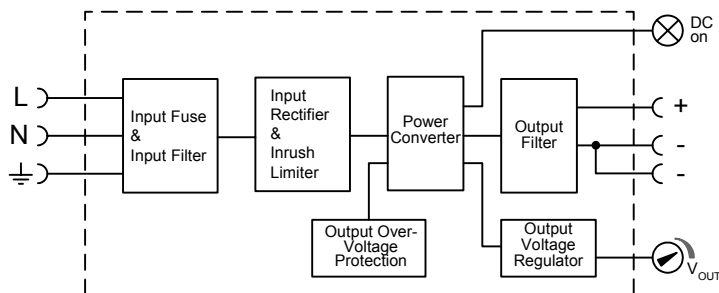 DC
on
L
N
Input Fuse
&
Input Filter
Input
Rectifier
&
Inrush
Limiter
Power
Converter
Output
Filter
+
-
-
Output Over-
Voltage
Protection
Output
Voltage
Regulator
VOUT